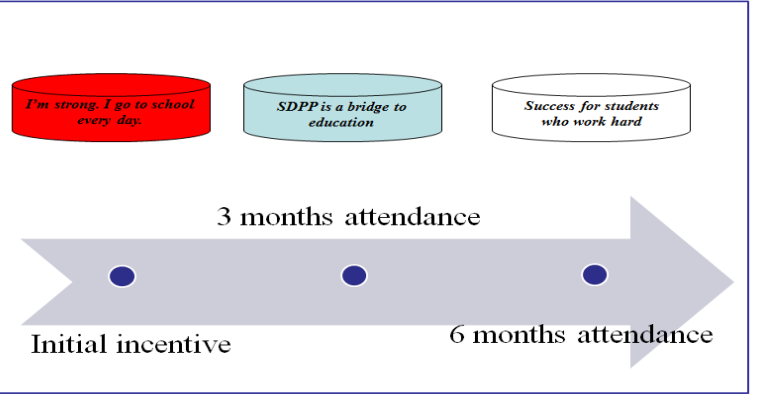 I'm strong. I go to school
every day.
SDPP is a bridge to
education
Success for students
who work hard
3 months attendance
Initial incentive
6 months attendance